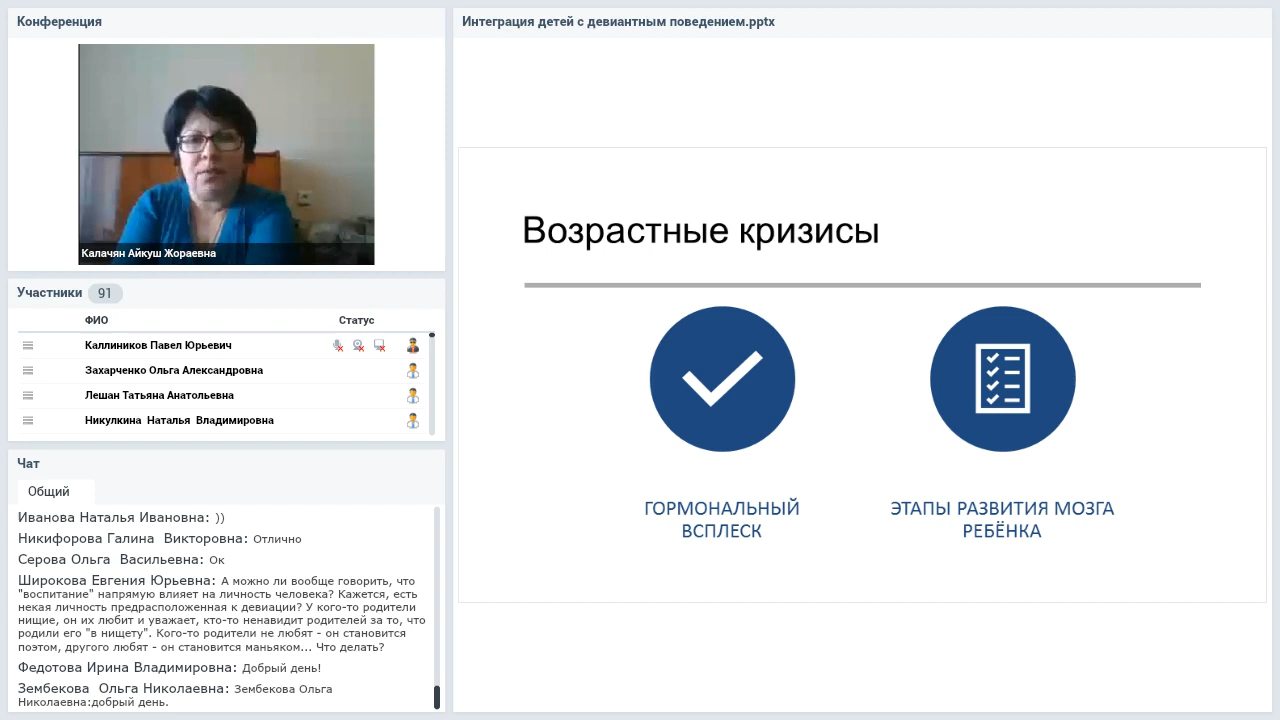 Конференция
Калачян Айкуш Жораевна
Участники 91
ФИО Статус
Каллиников Павел Юрьевич
Захарченко Ольга Александровна
Лешан Татьяна Анатольевна
Никулкина Наталья Владимировна
Чат
Общий
Иванова Наталья Ивановна: ))
Никифорова Галина Викторовна: Отлично
Серова Ольга Васильевна: Ок
Широкова Евгения Юрьевна: А можно ли вообще говорить, что
"воспитание" напрямую влияет на личность человека? Кажется, есть
некая личность предрасположенная к девиации? У кого-то родители
нищие, он их любит и уважает, кто-то ненавидит родителей за то, что
родили его "в нищету". Кого-то родители не любят - он становится
поэтом, другого любят - он становится маньяком... Что делать?
Федотова Ирина Владимировна: Добрый день!
Зембекова Ольга Николаевна: Зембекова Ольга
Николаевна:добрый день.
Интеграция детей с девиантным поведением.pptx
Возрастные кризисы
ГОРМОНАЛЬНЫЙ
ВСПЛЕСК
ЭТАПЫ РАЗВИТИЯ МОЗГА
РЕБЁНКА